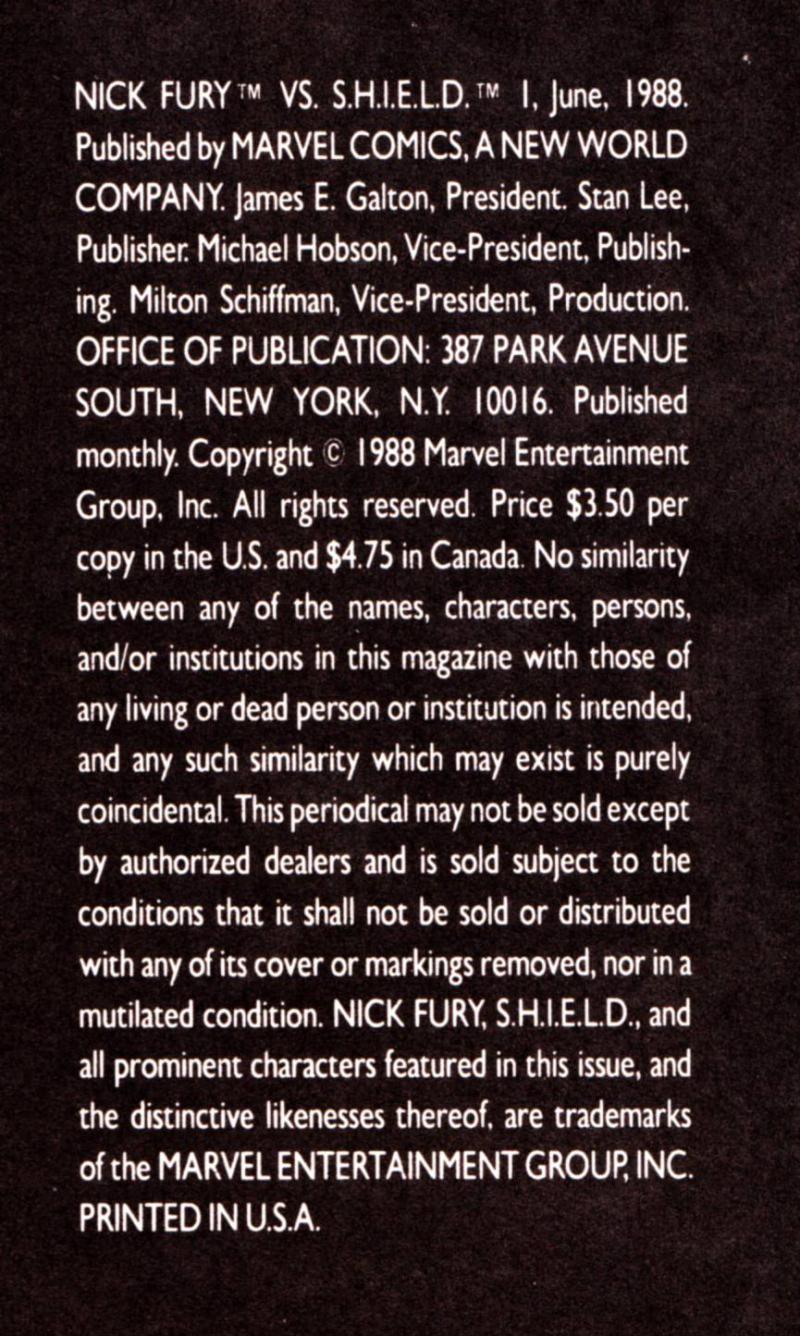 NICK FURY™ VS. S.H.I.E.L.D.™ 1, June, 1988.
Published by MARVEL COMICS, A NEW WORLD
COMPANY. James E. Galton, President. Stan Lee,
Publisher. Michael Hobson, Vice-President, Publish-
ing. Milton Schiffman, Vice-President, Production.
OFFICE OF PUBLICATION: 387 PARK AVENUE
SOUTH, NEW YORK, N.Y. 10016. Published
monthly. Copyright © 1988 Marvel Entertainment
Group, Inc. All rights reserved. Price $3.50 per
copy in the U.S. and $4.75 in Canada. No similarity
between any of the names, characters, persons,
and/or institutions in this magazine with those of
any living or dead person or institution is intended,
and any such similarity which may exist is purely
coincidental. This periodical may not be sold except
by authorized dealers and is sold subject to the
conditions that it shall not be sold or distributed
with any of its cover or markings removed, nor in a
mutilated condition. NICK FURY, S.H.I.E.L.D., and
all prominent characters featured in this issue, and
the distinctive likenesses thereof, are trademarks
of the MARVEL ENTERTAINMENT GROUP, INC.
PRINTED IN U.S.A.